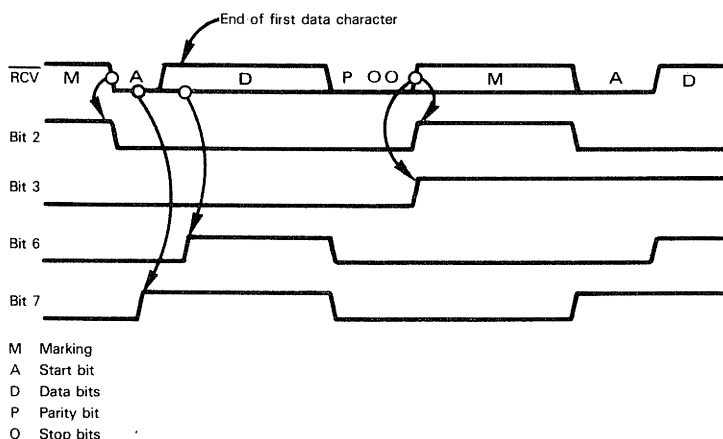 End of first data character
RCV M A D P O O M A D
Bit 2
Bit 3
Bit 6
Bit 7
M Marking
A Start bit
D Data bits
P Parity bit
O Stop bits